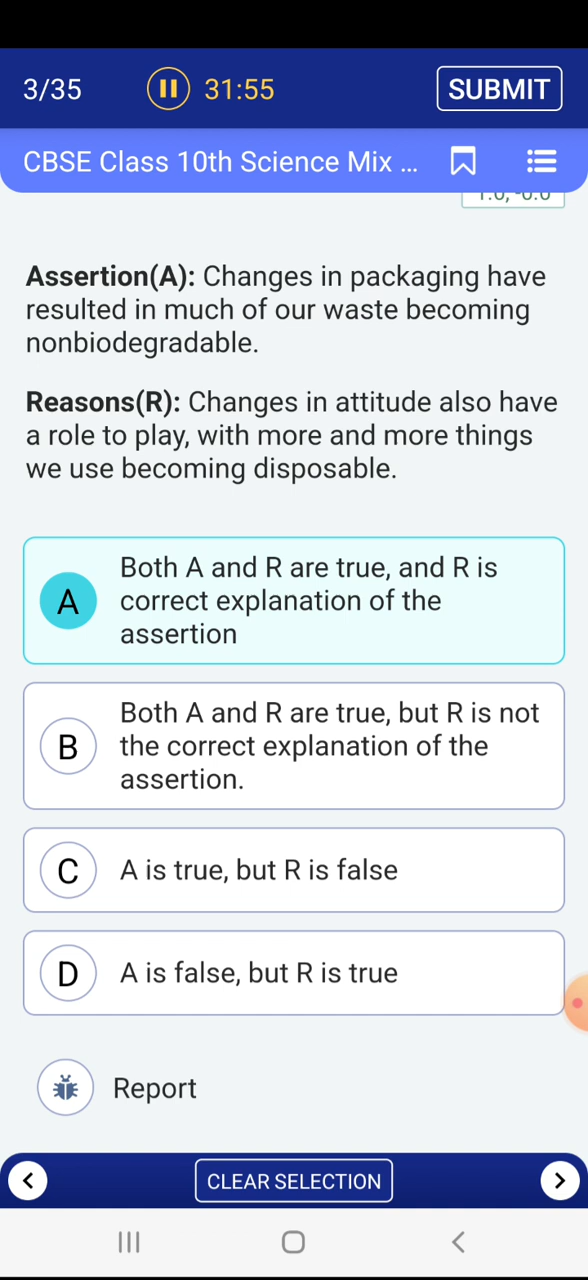 3/35 31:55 SUBMIT
CBSE Class 10th Science Mix ...
Assertion(A): Changes in packaging have
resulted in much of our waste becoming
nonbiodegradable.
Reasons(R): Changes in attitude also have
a role to play, with more and more things
we use becoming disposable.
A
Both A and R are true, and R is
correct explanation of the
assertion
B
Both A and R are true, but R is not
the correct explanation of the
assertion.
C A is true, but R is false
D A is false, but R is true
Report
CLEAR SELECTION